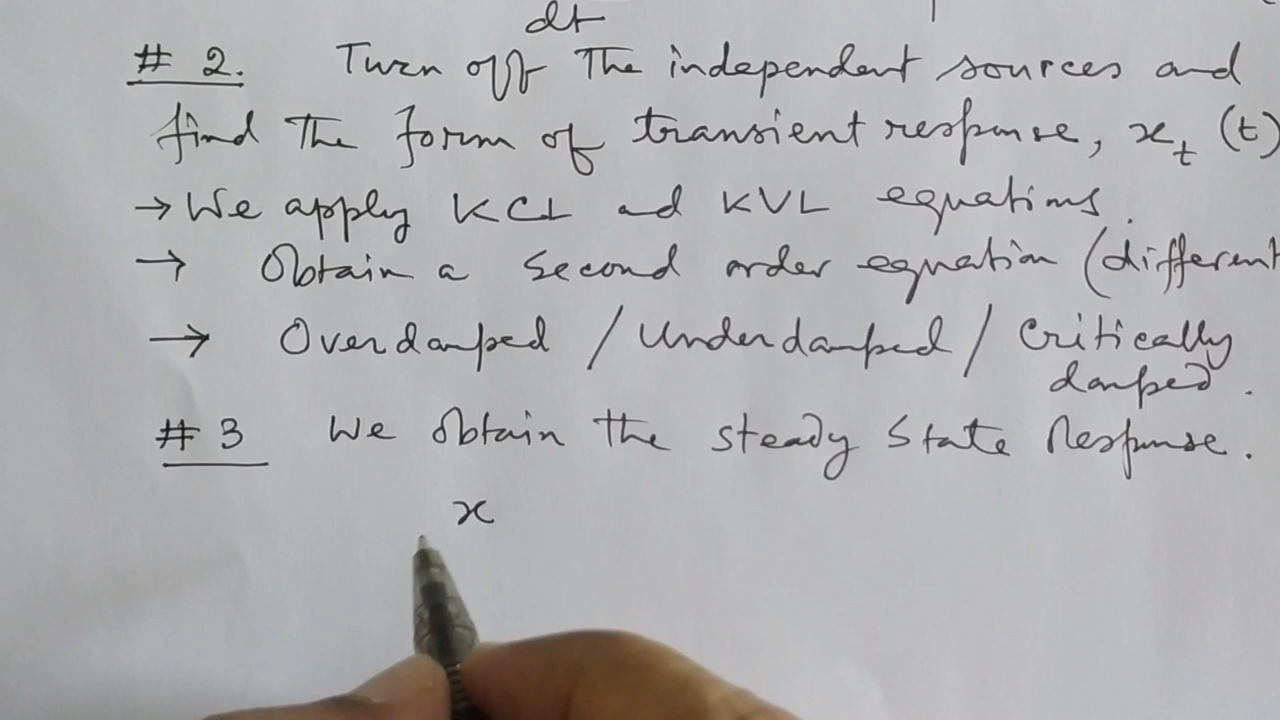 dt
# 2. Turn off The independent sources and
find The form of transient response, x_t (t)
→ We apply KCL and KVL equations.
→ Obtain a second order equation (different
→ Overdamped / Underdamped / Critically
damped.
# 3 We obtain the steady State Response.
x